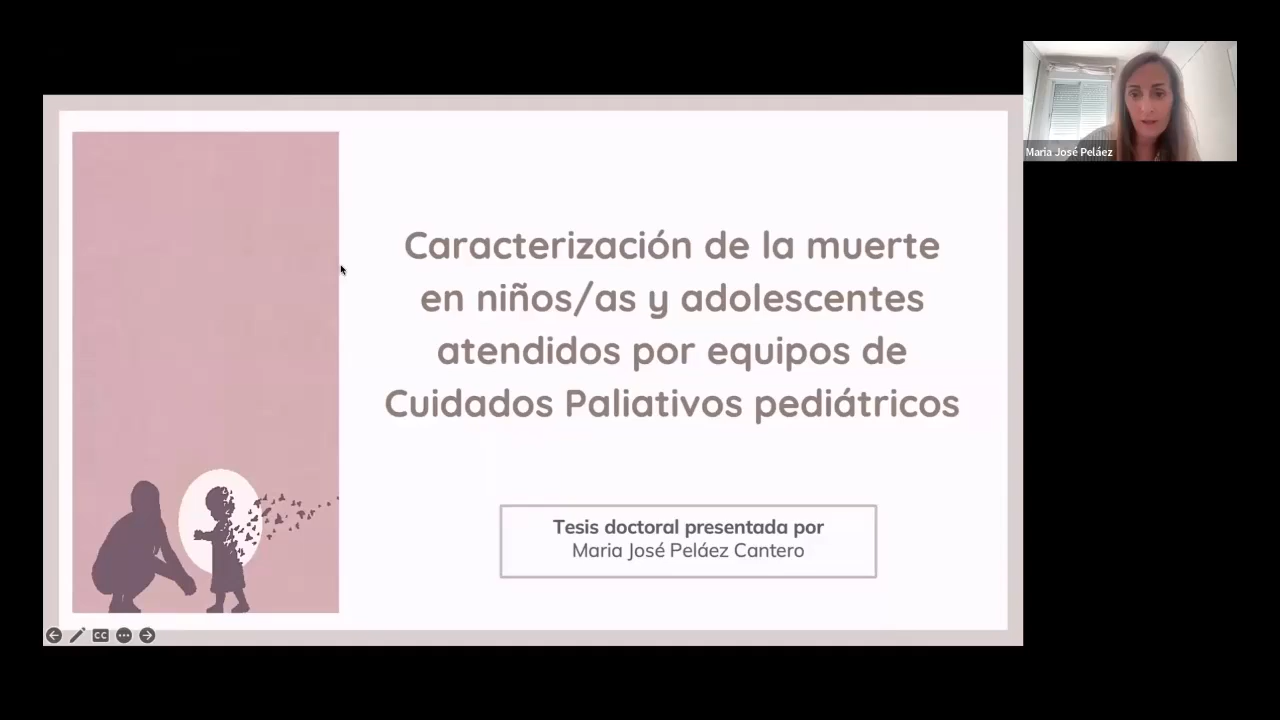 Maria José Peláez
Caracterización de la muerte
en niños/as y adolescentes
atendidos por equipos de
Cuidados Paliativos pediátricos
Tesis doctoral presentada por
Maria José Peláez Cantero
CC